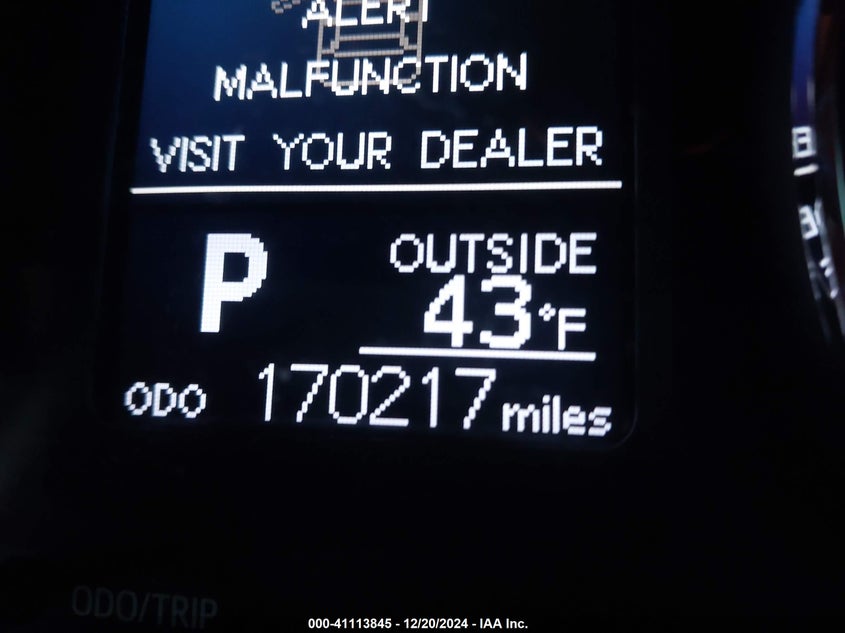 ALERT
MALFUNCTION
VISIT YOUR DEALER
P
OUTSIDE
43°F
ODO 170217 miles
ODO/TRIP
000-41113845 - 12/20/2024 - IAA Inc.